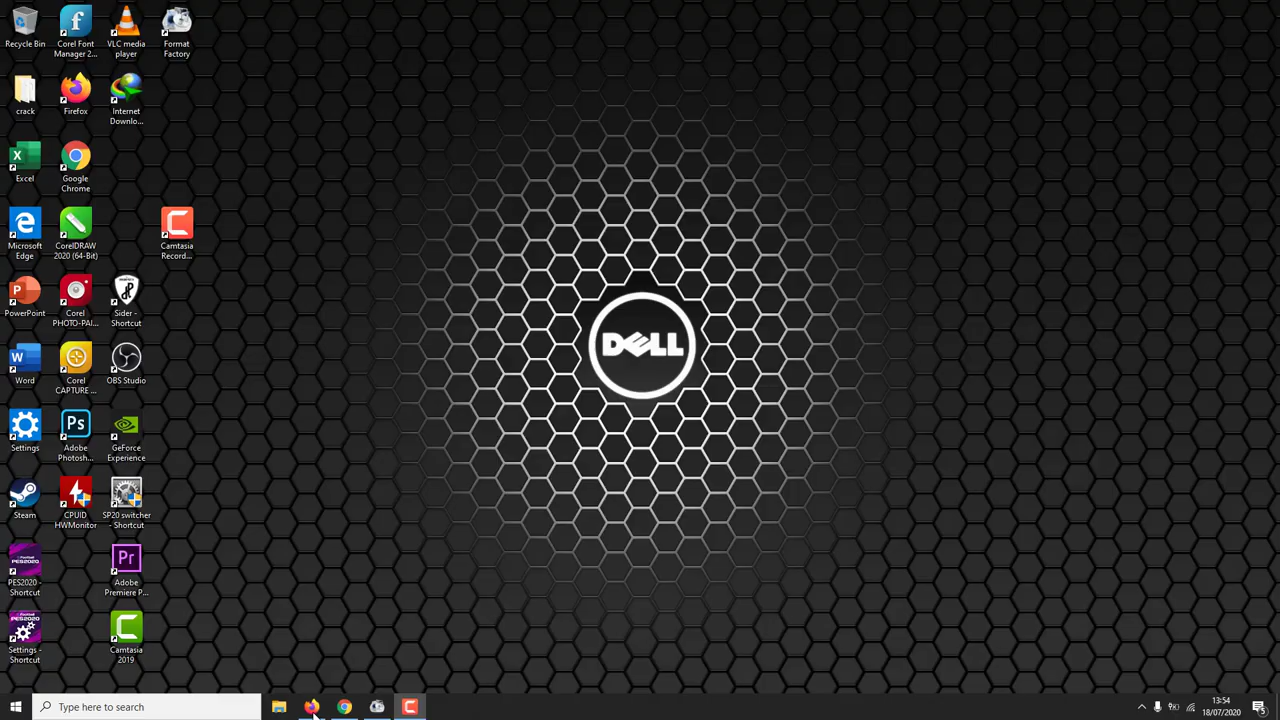 Recycle Bin
Corel Font
Manager 2...
VLC media
player
Format
Factory
crack
Firefox
Internet
Downlo...
Excel
Google
Chrome
Microsoft
Edge
CorelDRAW
2020 (64-Bit)
Camtasia
Record...
PowerPoint
Corel
PHOTO-PAI...
Sider -
Shortcut
Word
Corel
CAPTURE ...
OBS Studio
Settings
Adobe
Photosh...
GeForce
Experience
Steam
CPUID
HWMonitor
SP20 switcher
- Shortcut
PES2020 -
Shortcut
Adobe
Premiere P...
Settings -
Shortcut
Camtasia
2019
DELL
Type here to search
13:54
18/07/2020
5